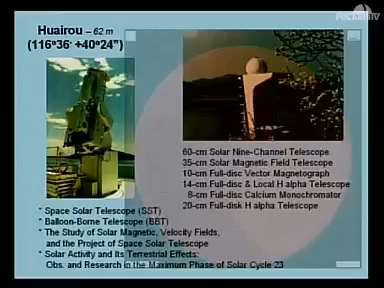 POLARISTV
Huairou – 62 m
(116º36' +40º24")
60-cm Solar Nine-Channel Telescope
35-cm Solar Magnetic Field Telescope
10-cm Full-disc Vector Magnetograph
14-cm Full-disc & Local H alpha Telescope
8-cm Full-disc Calcium Monochromator
20-cm Full-disk H alpha Telescope
* Space Solar Telescope (SST)
* Balloon-Borne Telescope (BBT)
* The Study of Solar Magnetic, Velocity Fields,
and the Project of Space Solar Telescope
* Solar Activity and Its Terrestrial Effects:
Obs. and Research in the Maximum Phase of Solar Cycle 23